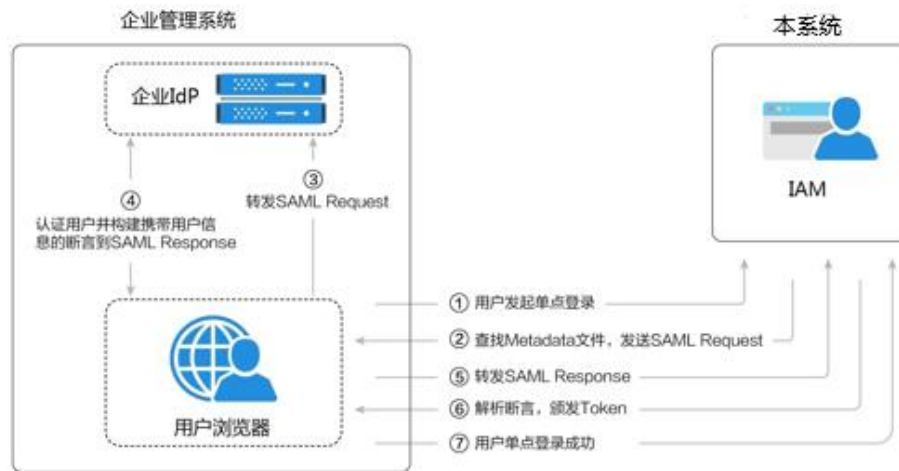 企业管理系统
本系统
企业IdP
IAM
③
转发SAML Request
④
认证用户并构建携带用户信
息的断言到SAML Response
① 用户发起单点登录
② 查找Metadata文件，发送SAML Request
⑤ 转发SAML Response
⑥ 解析断言，颁发Token
⑦ 用户单点登录成功
用户浏览器